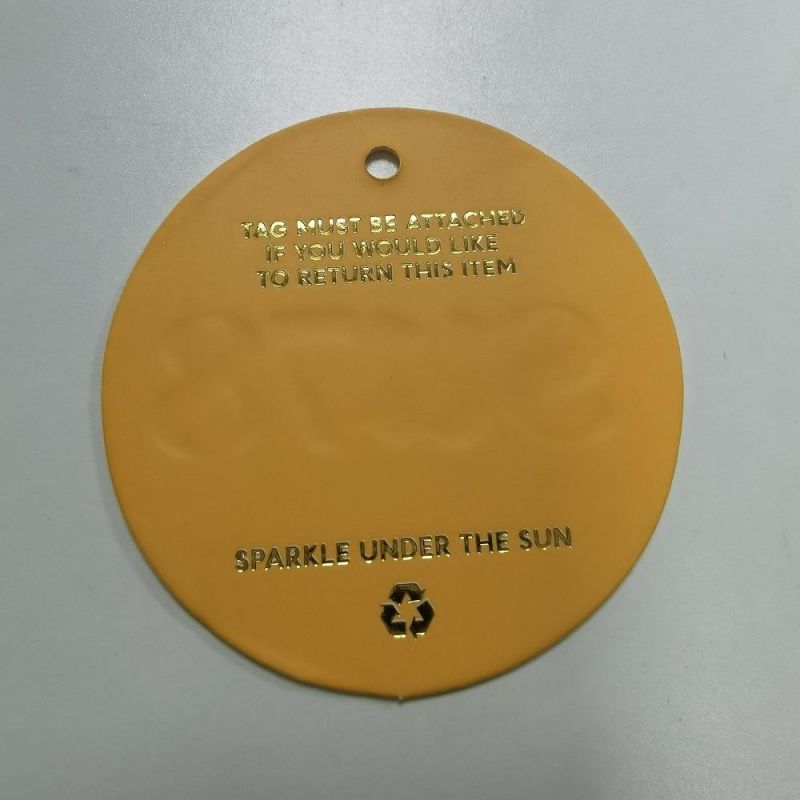 TAG MUST BE ATTACHED
IF YOU WOULD LIKE
TO RETURN THIS ITEM
SPARKLE UNDER THE SUN